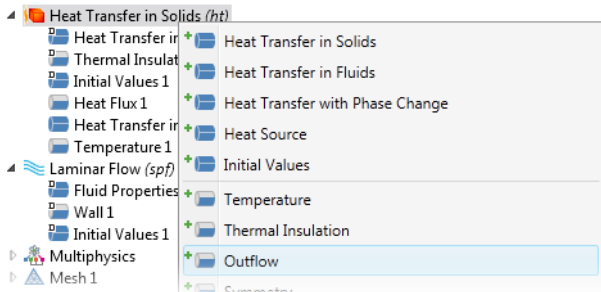 Heat Transfer in Solids (ht)
Heat Transfer in
Thermal Insulat
Initial Values 1
Heat Flux 1
Heat Transfer in
Temperature 1
Laminar Flow (spf)
Fluid Properties
Wall 1
Initial Values 1
Multiphysics
Mesh 1
Heat Transfer in Solids
Heat Transfer in Fluids
Heat Transfer with Phase Change
Heat Source
Initial Values
Temperature
Thermal Insulation
Outflow
Symmetry